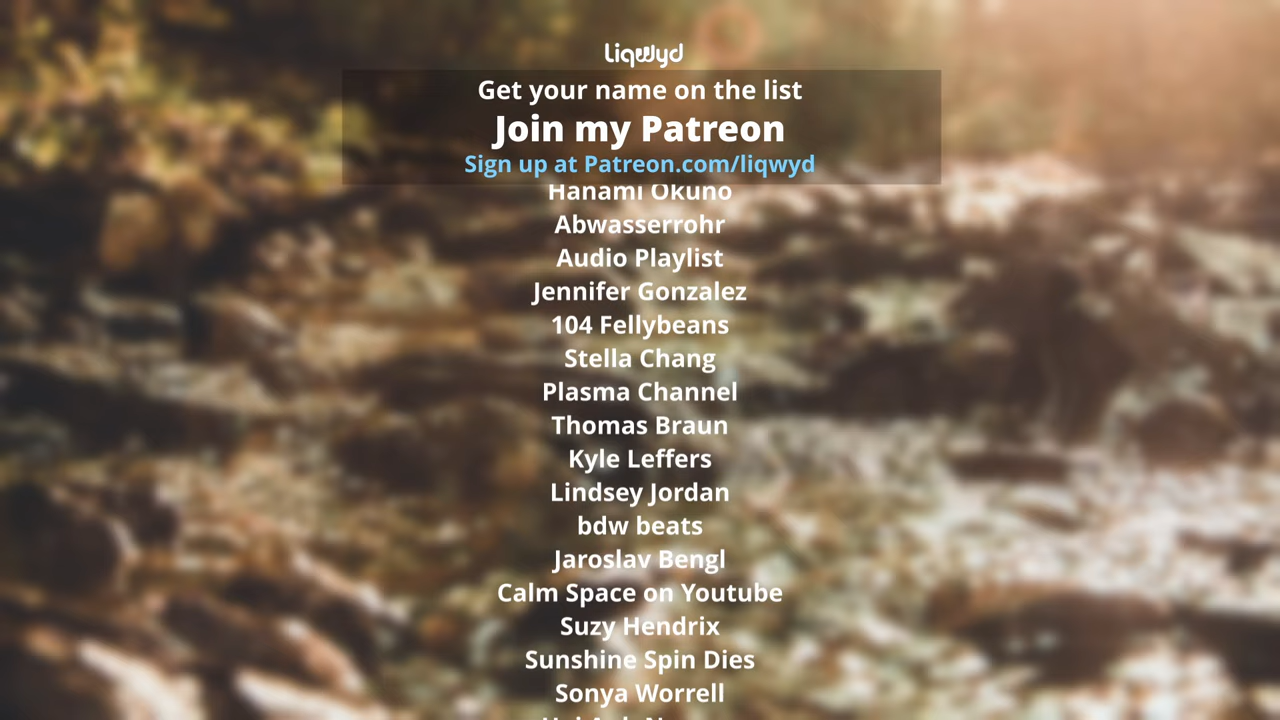 Liqwyd
Get your name on the list
Join my Patreon
Sign up at Patreon.com/liqwyd
Hanami Okuno
Abwasserrohr
Audio Playlist
Jennifer Gonzalez
104 Fellybeans
Stella Chang
Plasma Channel
Thomas Braun
Kyle Leffers
Lindsey Jordan
bdw beats
Jaroslav Bengl
Calm Space on Youtube
Suzy Hendrix
Sunshine Spin Dies
Sonya Worrell